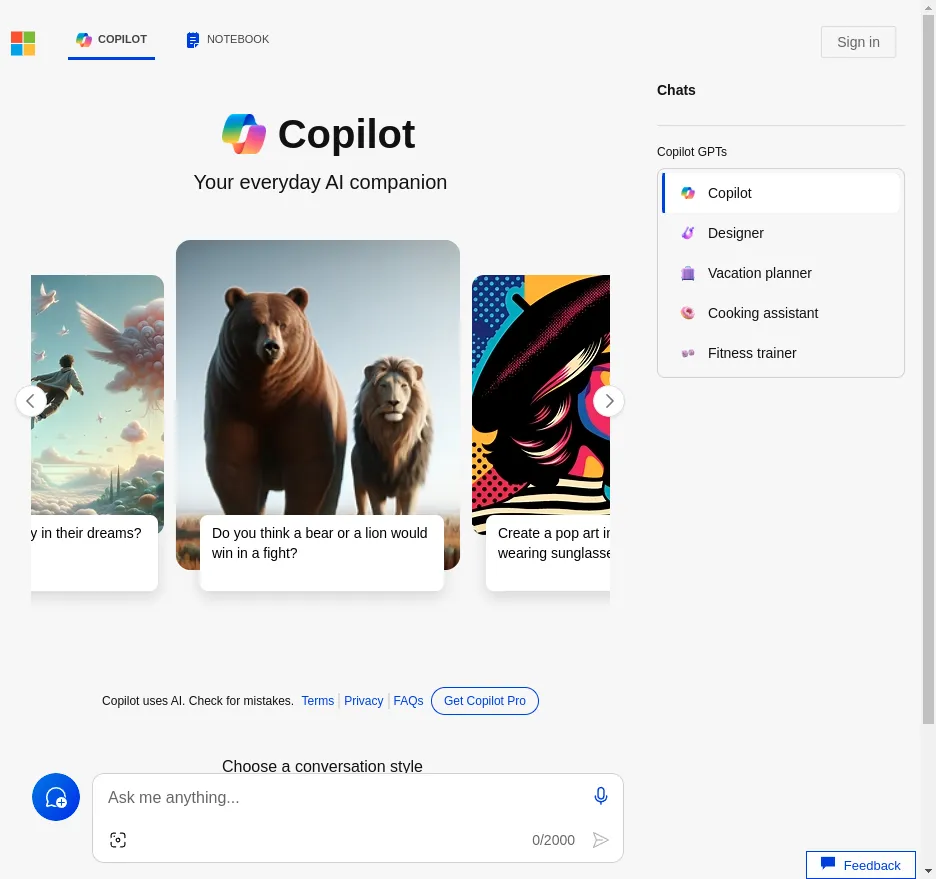 COPILOT
NOTEBOOK
Sign in
Copilot
Your everyday AI companion
y in their dreams?
Do you think a bear or a lion would
win in a fight?
Create a pop art
wearing
Copilot uses AI. Check for mistakes. Terms Privacy FAQs Get Copilot Pro
Choose a conversation style
Ask me anything...
0/2000
Chats
Copilot GPTs
Copilot
Designer
Vacation planner
Cooking assistant
Fitness trainer
Feedback